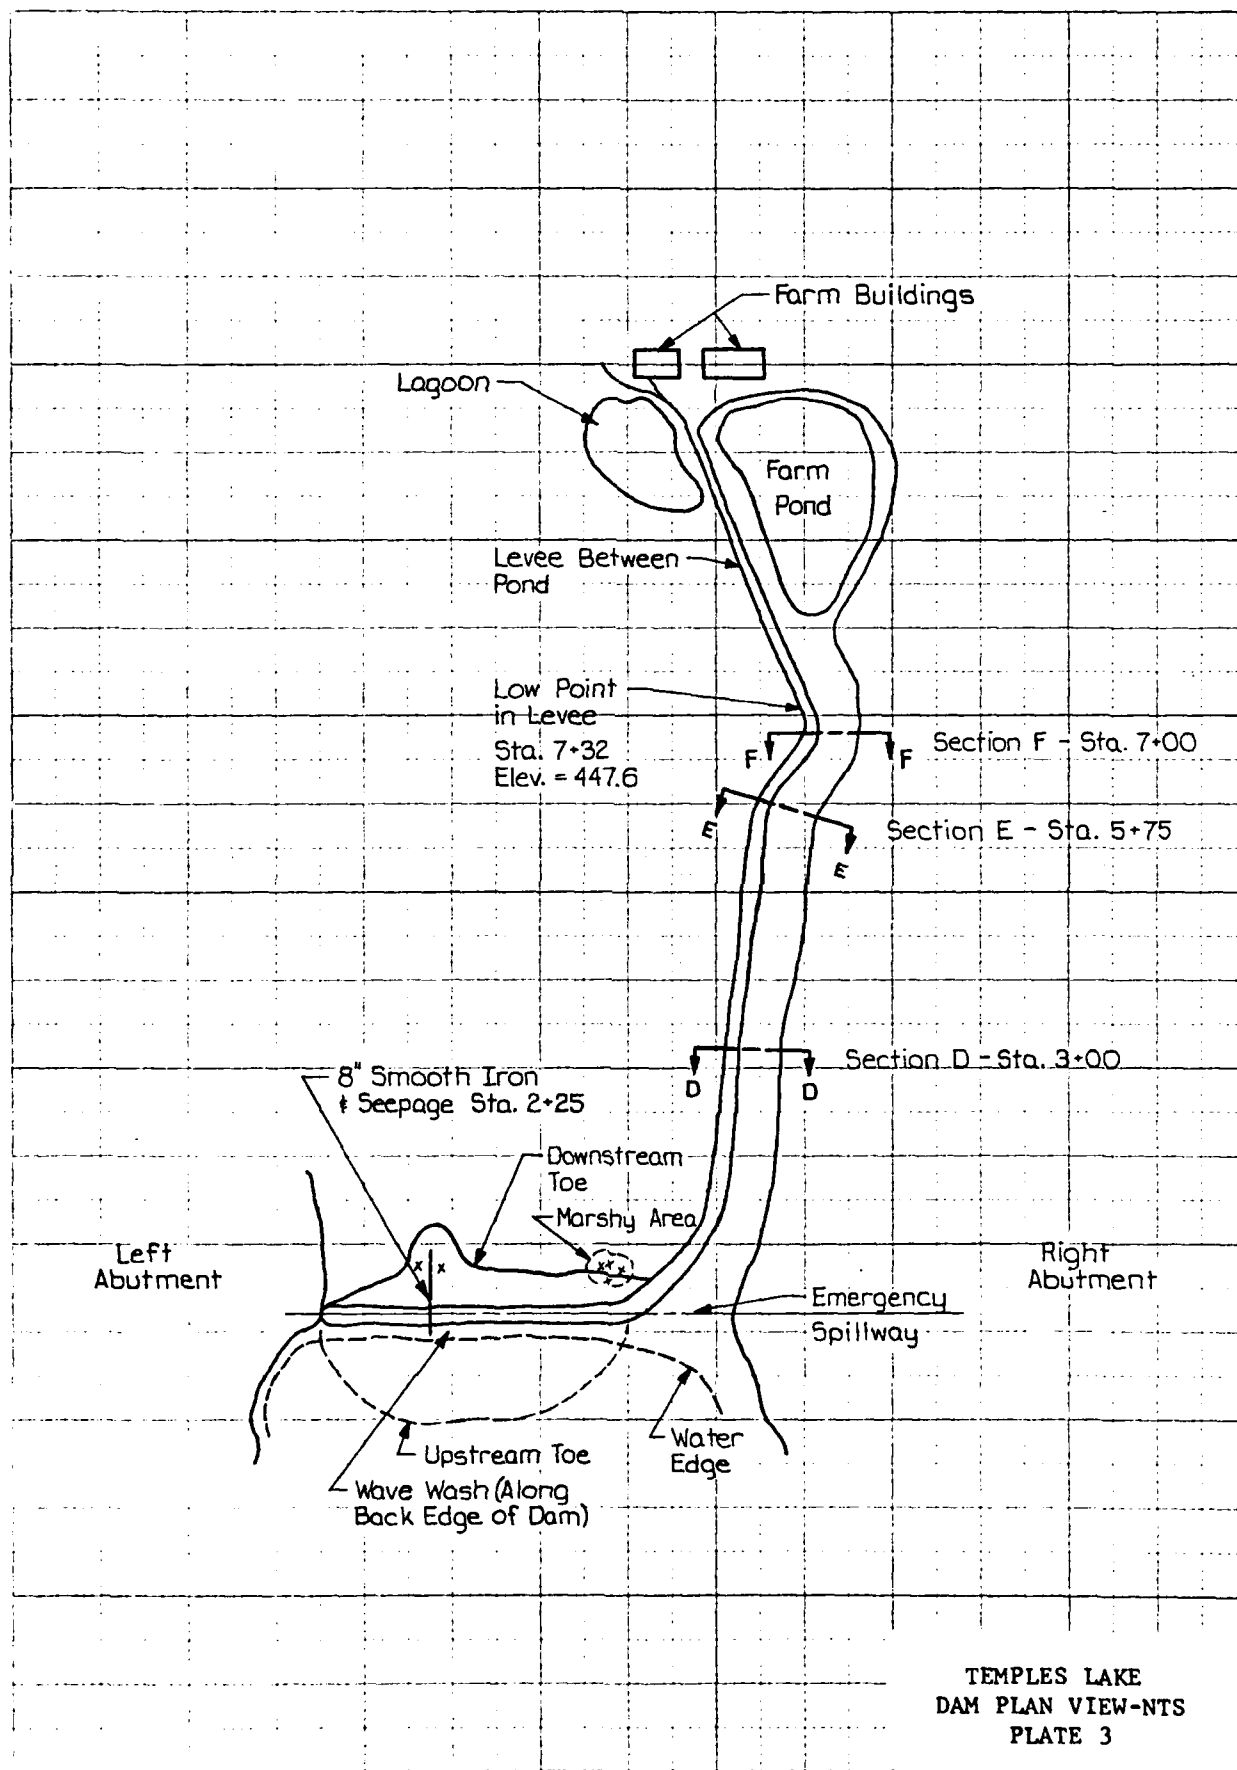 Farm Buildings
Lagoon
Farm
Pond
Levee Between
Pond
Low Point
in Levee
Sta. 7+32
Elev. = 447.6
F
F
Section F - Sta. 7+00
E
E
Section E - Sta. 5+75
D
D
Section D - Sta. 3+00
8" Smooth Iron
& Seepage Sta. 2+25
Downstream
Toe
Marshy Area
x x
x x x
x
Left
Abutment
Right
Abutment
Emergency
Spillway
Water
Edge
Upstream Toe
Wave Wash (Along
Back Edge of Dam)
TEMPLES LAKE
DAM PLAN VIEW-NTS
PLATE 3